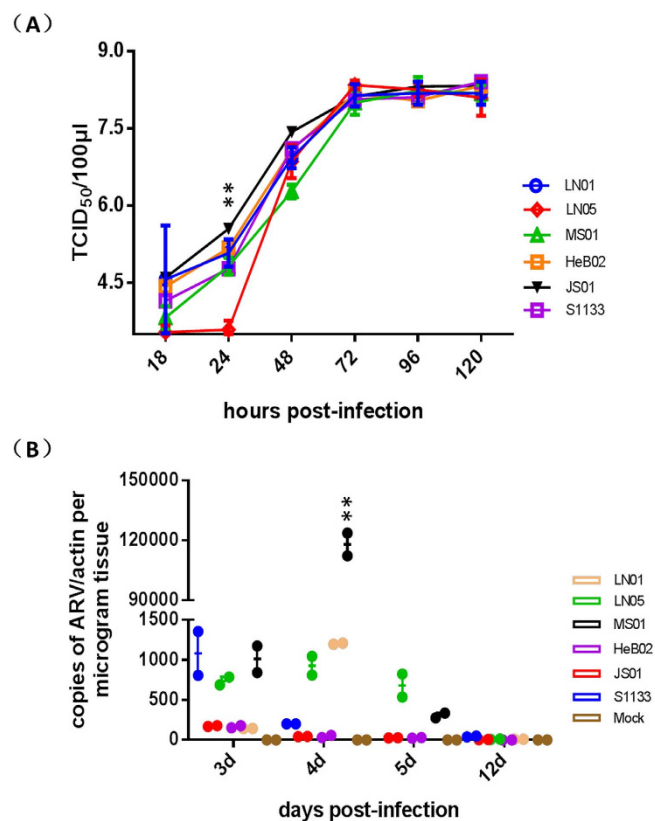 （A）
9.0
7.5
6.0
4.5
TCID50/100μl
**
18 24 48 72 96 120
hours post-infection
LN01
LN05
MS01
HeB02
JS01
S1133
（B）
150000
120000
90000
1500
1000
500
0
copies of ARV/actin per
microgram tissue
**
3d 4d 5d 12d
days post-infection
LN01
LN05
MS01
HeB02
JS01
S1133
Mock